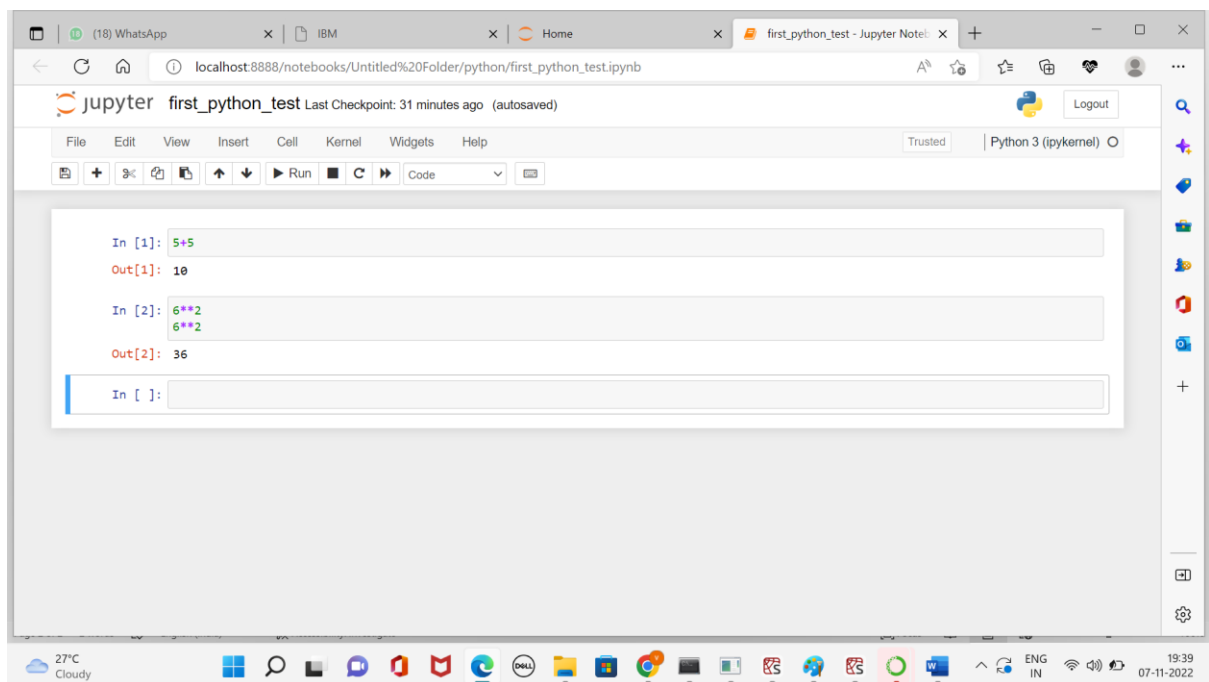 (18) WhatsApp
IBM
Home
first_python_test - Jupyter Noteb
localhost:8888/notebooks/Untitled%20Folder/python/first_python_test.ipynb
jupyter first_python_test Last Checkpoint: 31 minutes ago (autosaved)
Logout
File Edit View Insert Cell Kernel Widgets Help
Trusted
Python 3 (ipykernel)
Run
Code
In [1]: 5+5
Out[1]: 10
In [2]: 6**2
6**2
Out[2]: 36
In [ ]:
27°C
Cloudy
DELL
W
ENG
IN
19:39
07-11-2022